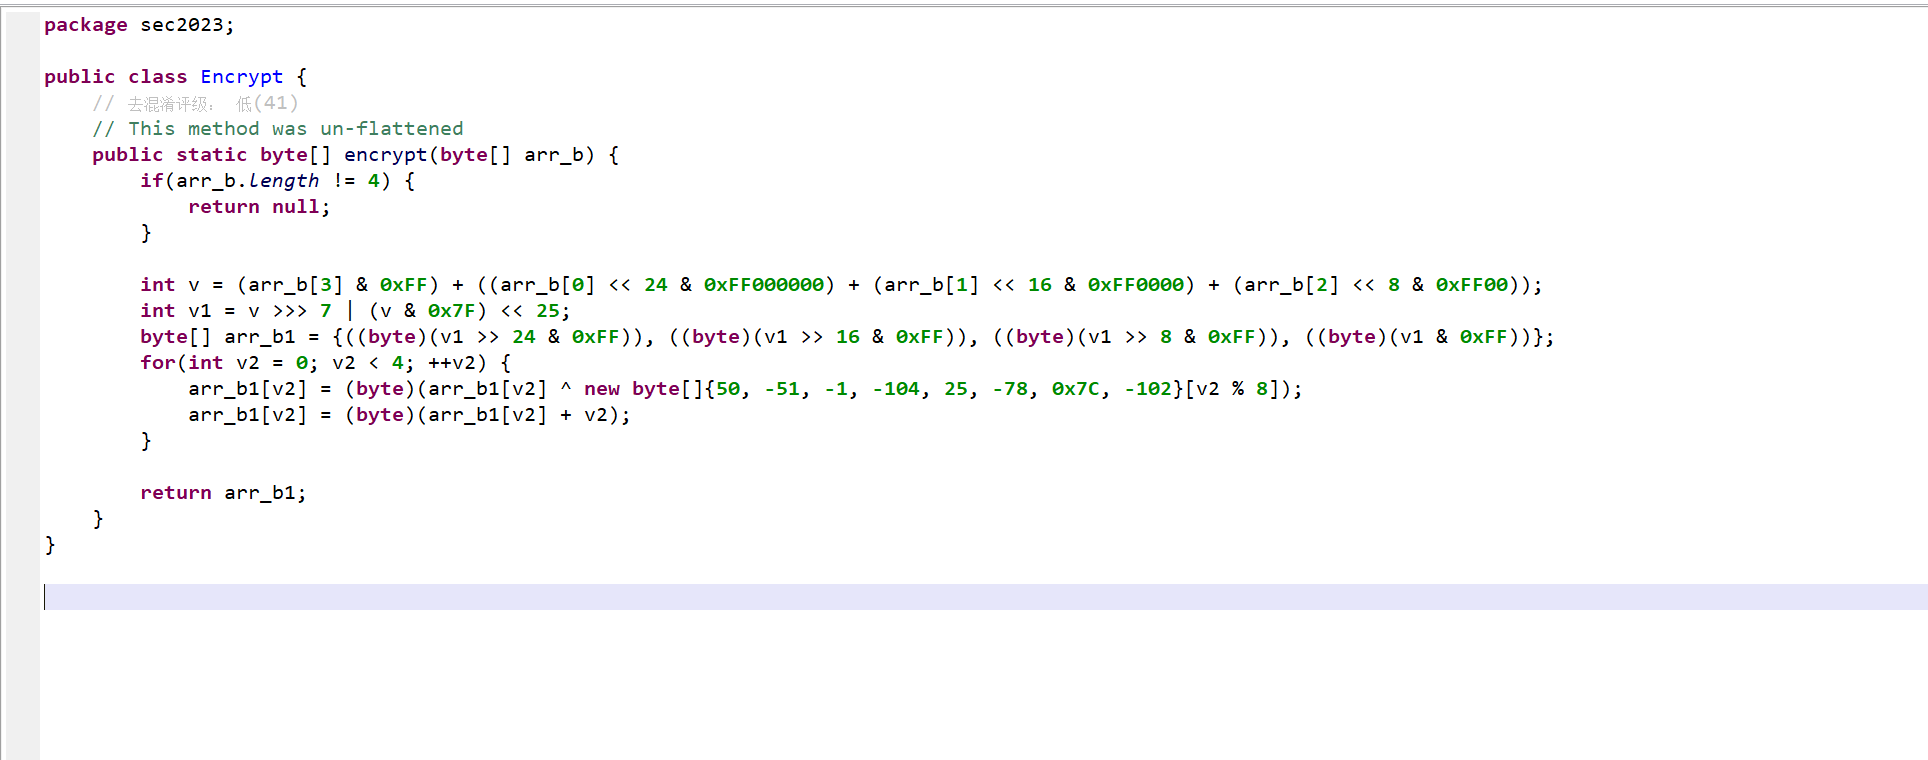 package sec2023;
public class Encrypt {
// 去混淆评级： 低(41)
// This method was un-flattened
public static byte[] encrypt(byte[] arr_b) {
if(arr_b.length != 4) {
return null;
}
int v = (arr_b[3] & 0xFF) + ((arr_b[0] << 24 & 0xFF000000) + (arr_b[1] << 16 & 0xFF0000) + (arr_b[2] << 8 & 0xFF00));
int v1 = v >>> 7 | (v & 0x7F) << 25;
byte[] arr_b1 = {((byte)(v1 >> 24 & 0xFF)), ((byte)(v1 >> 16 & 0xFF)), ((byte)(v1 >> 8 & 0xFF)), ((byte)(v1 & 0xFF))};
for(int v2 = 0; v2 < 4; ++v2) {
arr_b1[v2] = (byte)(arr_b1[v2] ^ new byte[]{50, -51, -1, -104, 25, -78, 0x7C, -102}[v2 % 8]);
arr_b1[v2] = (byte)(arr_b1[v2] + v2);
}
return arr_b1;
}
}